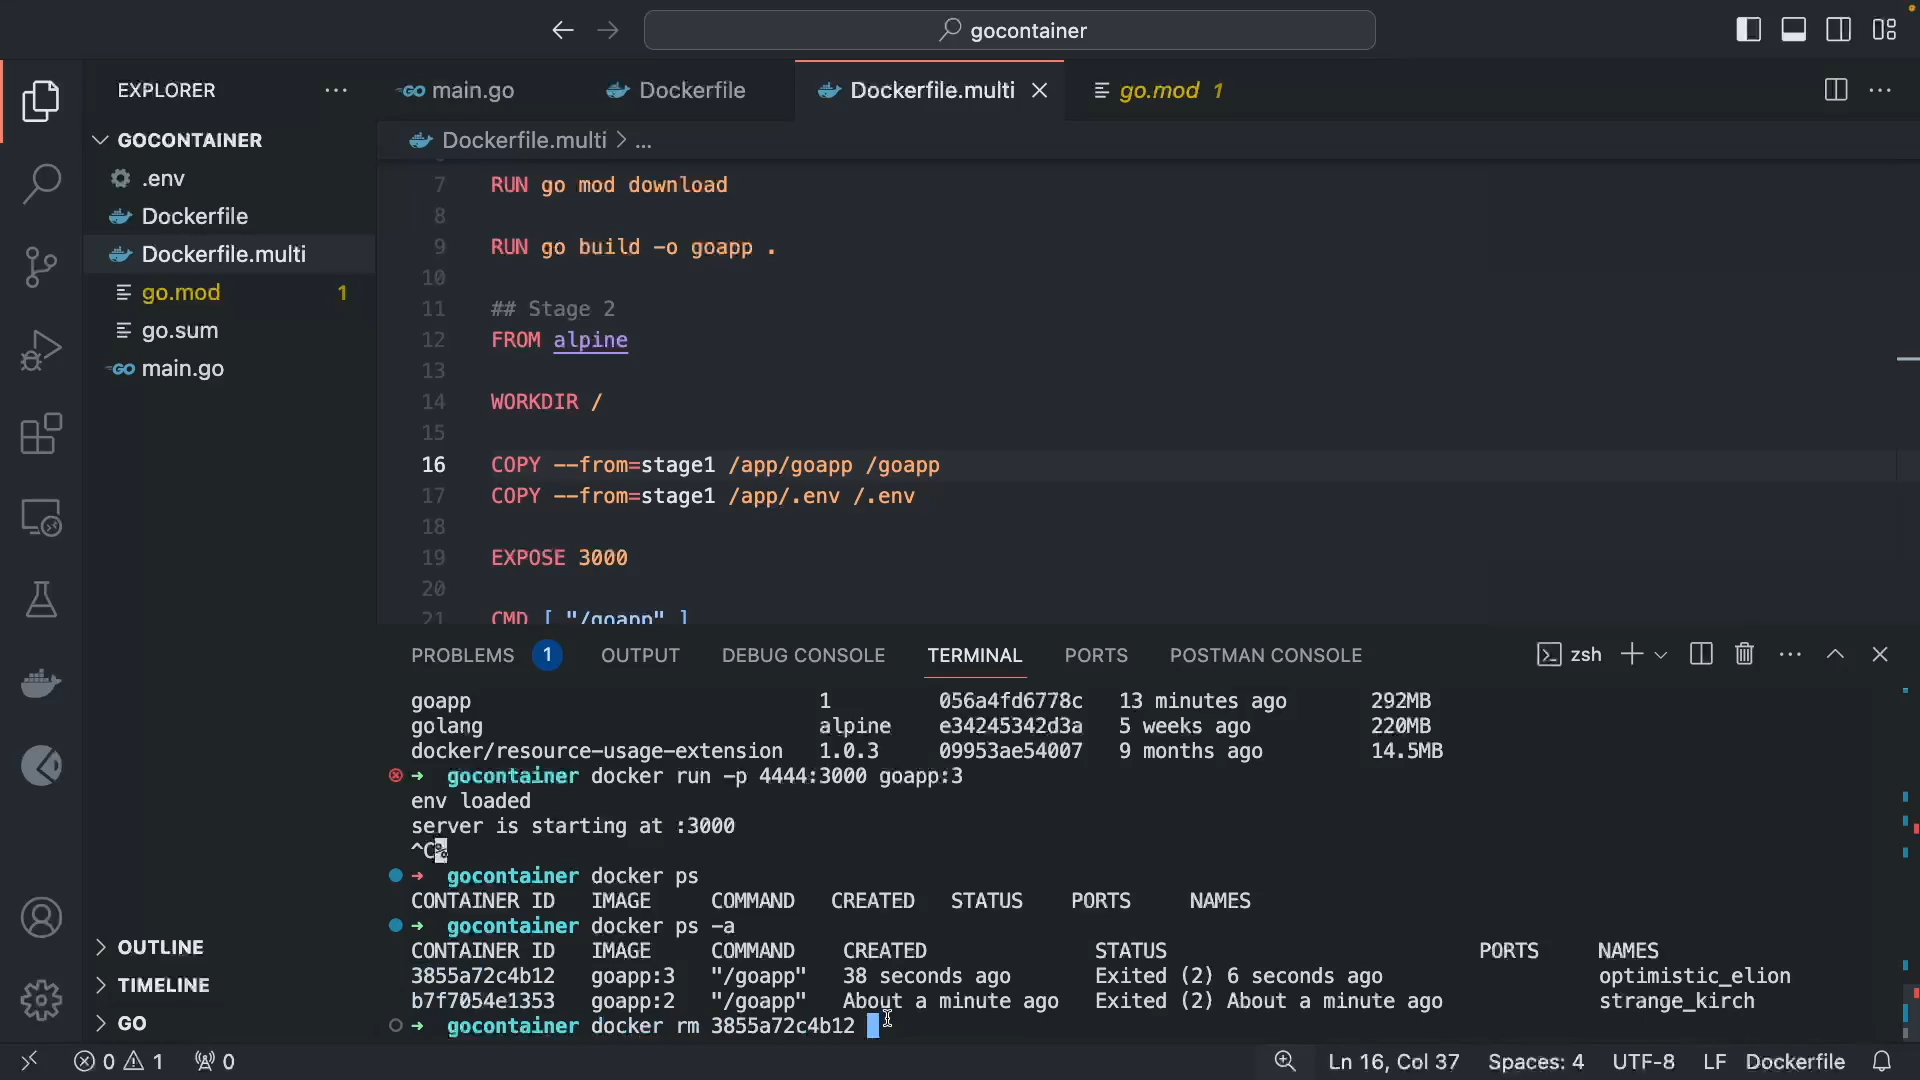 gocontainer
EXPLORER
main.go
Dockerfile
Dockerfile.multi
go.mod 1
GOCONTAINER
.env
Dockerfile
Dockerfile.multi
go.mod 1
go.sum
main.go
OUTLINE
TIMELINE
GO
Dockerfile.multi > ...
7 RUN go mod download
8
9 RUN go build -o goapp .
10
11 ## Stage 2
12 FROM alpine
13
14 WORKDIR /
15
16 COPY --from=stage1 /app/goapp /goapp
17 COPY --from=stage1 /app/.env /.env
18
19 EXPOSE 3000
20
21 CMD [ "/goapp" ]
PROBLEMS 1 OUTPUT DEBUG CONSOLE TERMINAL PORTS POSTMAN CONSOLE zsh
goapp 1 056a4fd6778c 13 minutes ago 292MB
golang alpine e34245342d3a 5 weeks ago 220MB
docker/resource-usage-extension 1.0.3 09953ae54007 9 months ago 14.5MB
➜ gocontainer docker run -p 4444:3000 goapp:3
env loaded
server is starting at :3000
^C%
➜ gocontainer docker ps
CONTAINER ID IMAGE COMMAND CREATED STATUS PORTS NAMES
➜ gocontainer docker ps -a
CONTAINER ID IMAGE COMMAND CREATED STATUS PORTS NAMES
3855a72c4b12 goapp:3 "/goapp" 38 seconds ago Exited (2) 6 seconds ago optimistic_elion
b7f7054e1353 goapp:2 "/goapp" About a minute ago Exited (2) About a minute ago strange_kirch
➜ gocontainer docker rm 3855a72c4b12
0 1 0 Ln 16, Col 37 Spaces: 4 UTF-8 LF Dockerfile